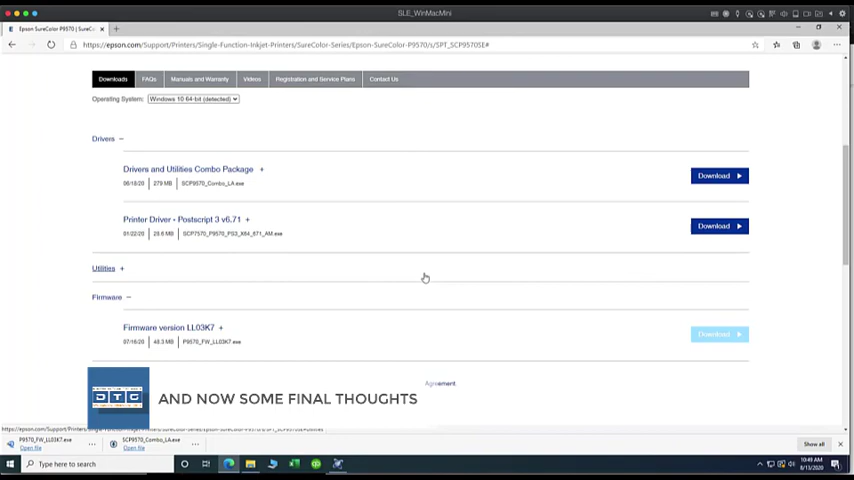 SLE_WinMacMini
Epson SureColor P9570 | SureCo
https://epson.com/Support/Printers/Single-Function-Inkjet-Printers/SureColor-Series/Epson-SureColor-P9570/s/SPT_SCP9570SE#
Downloads FAQs Manuals and Warranty Videos Registration and Service Plans Contact Us
Operating System: Windows 10 64-bit (detected)
Drivers −
Drivers and Utilities Combo Package +
Download
06/18/20 | 279 MB | SCP9570_Combo_LA.exe
Printer Driver - Postscript 3 v6.71 +
Download
01/22/20 | 28.6 MB | SCP7570_P9570_PS3_X64_671_AM.exe
Utilities +
Firmware −
Firmware version LL03K7 +
Download
07/16/20 | 48.3 MB | P9570_FW_LL03K7.exe
Agreement
DTG
AND NOW SOME FINAL THOUGHTS
P9570_FW_LL03K7.exe
Open file
SCP9570_Combo_LA.exe
Open file
Show all
Type here to search
10:49 AM
8/13/2020